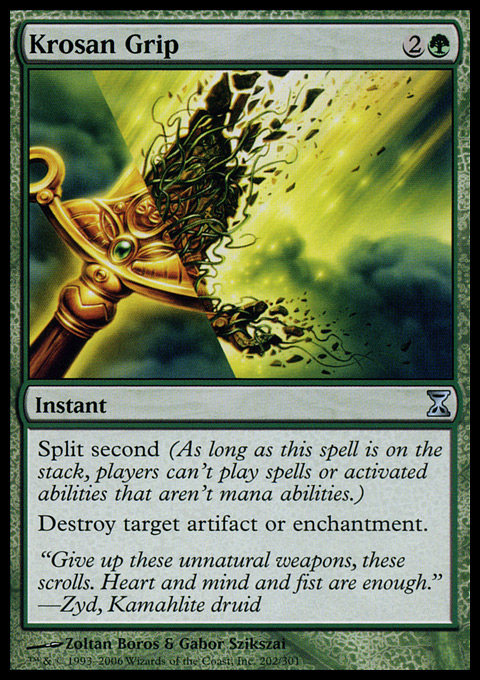 Krosan Grip 2
Instant
Split second (As long as this spell is on the
stack, players can't play spells or activated
abilities that aren't mana abilities.)
Destroy target artifact or enchantment.
"Give up these unnatural weapons, these
scrolls. Heart and mind and fist are enough."
—Zyd, Kamahlite druid
Zoltan Boros & Gabor Szikszai
™ & © 1993–2006 Wizards of the Coast, Inc. 202/301